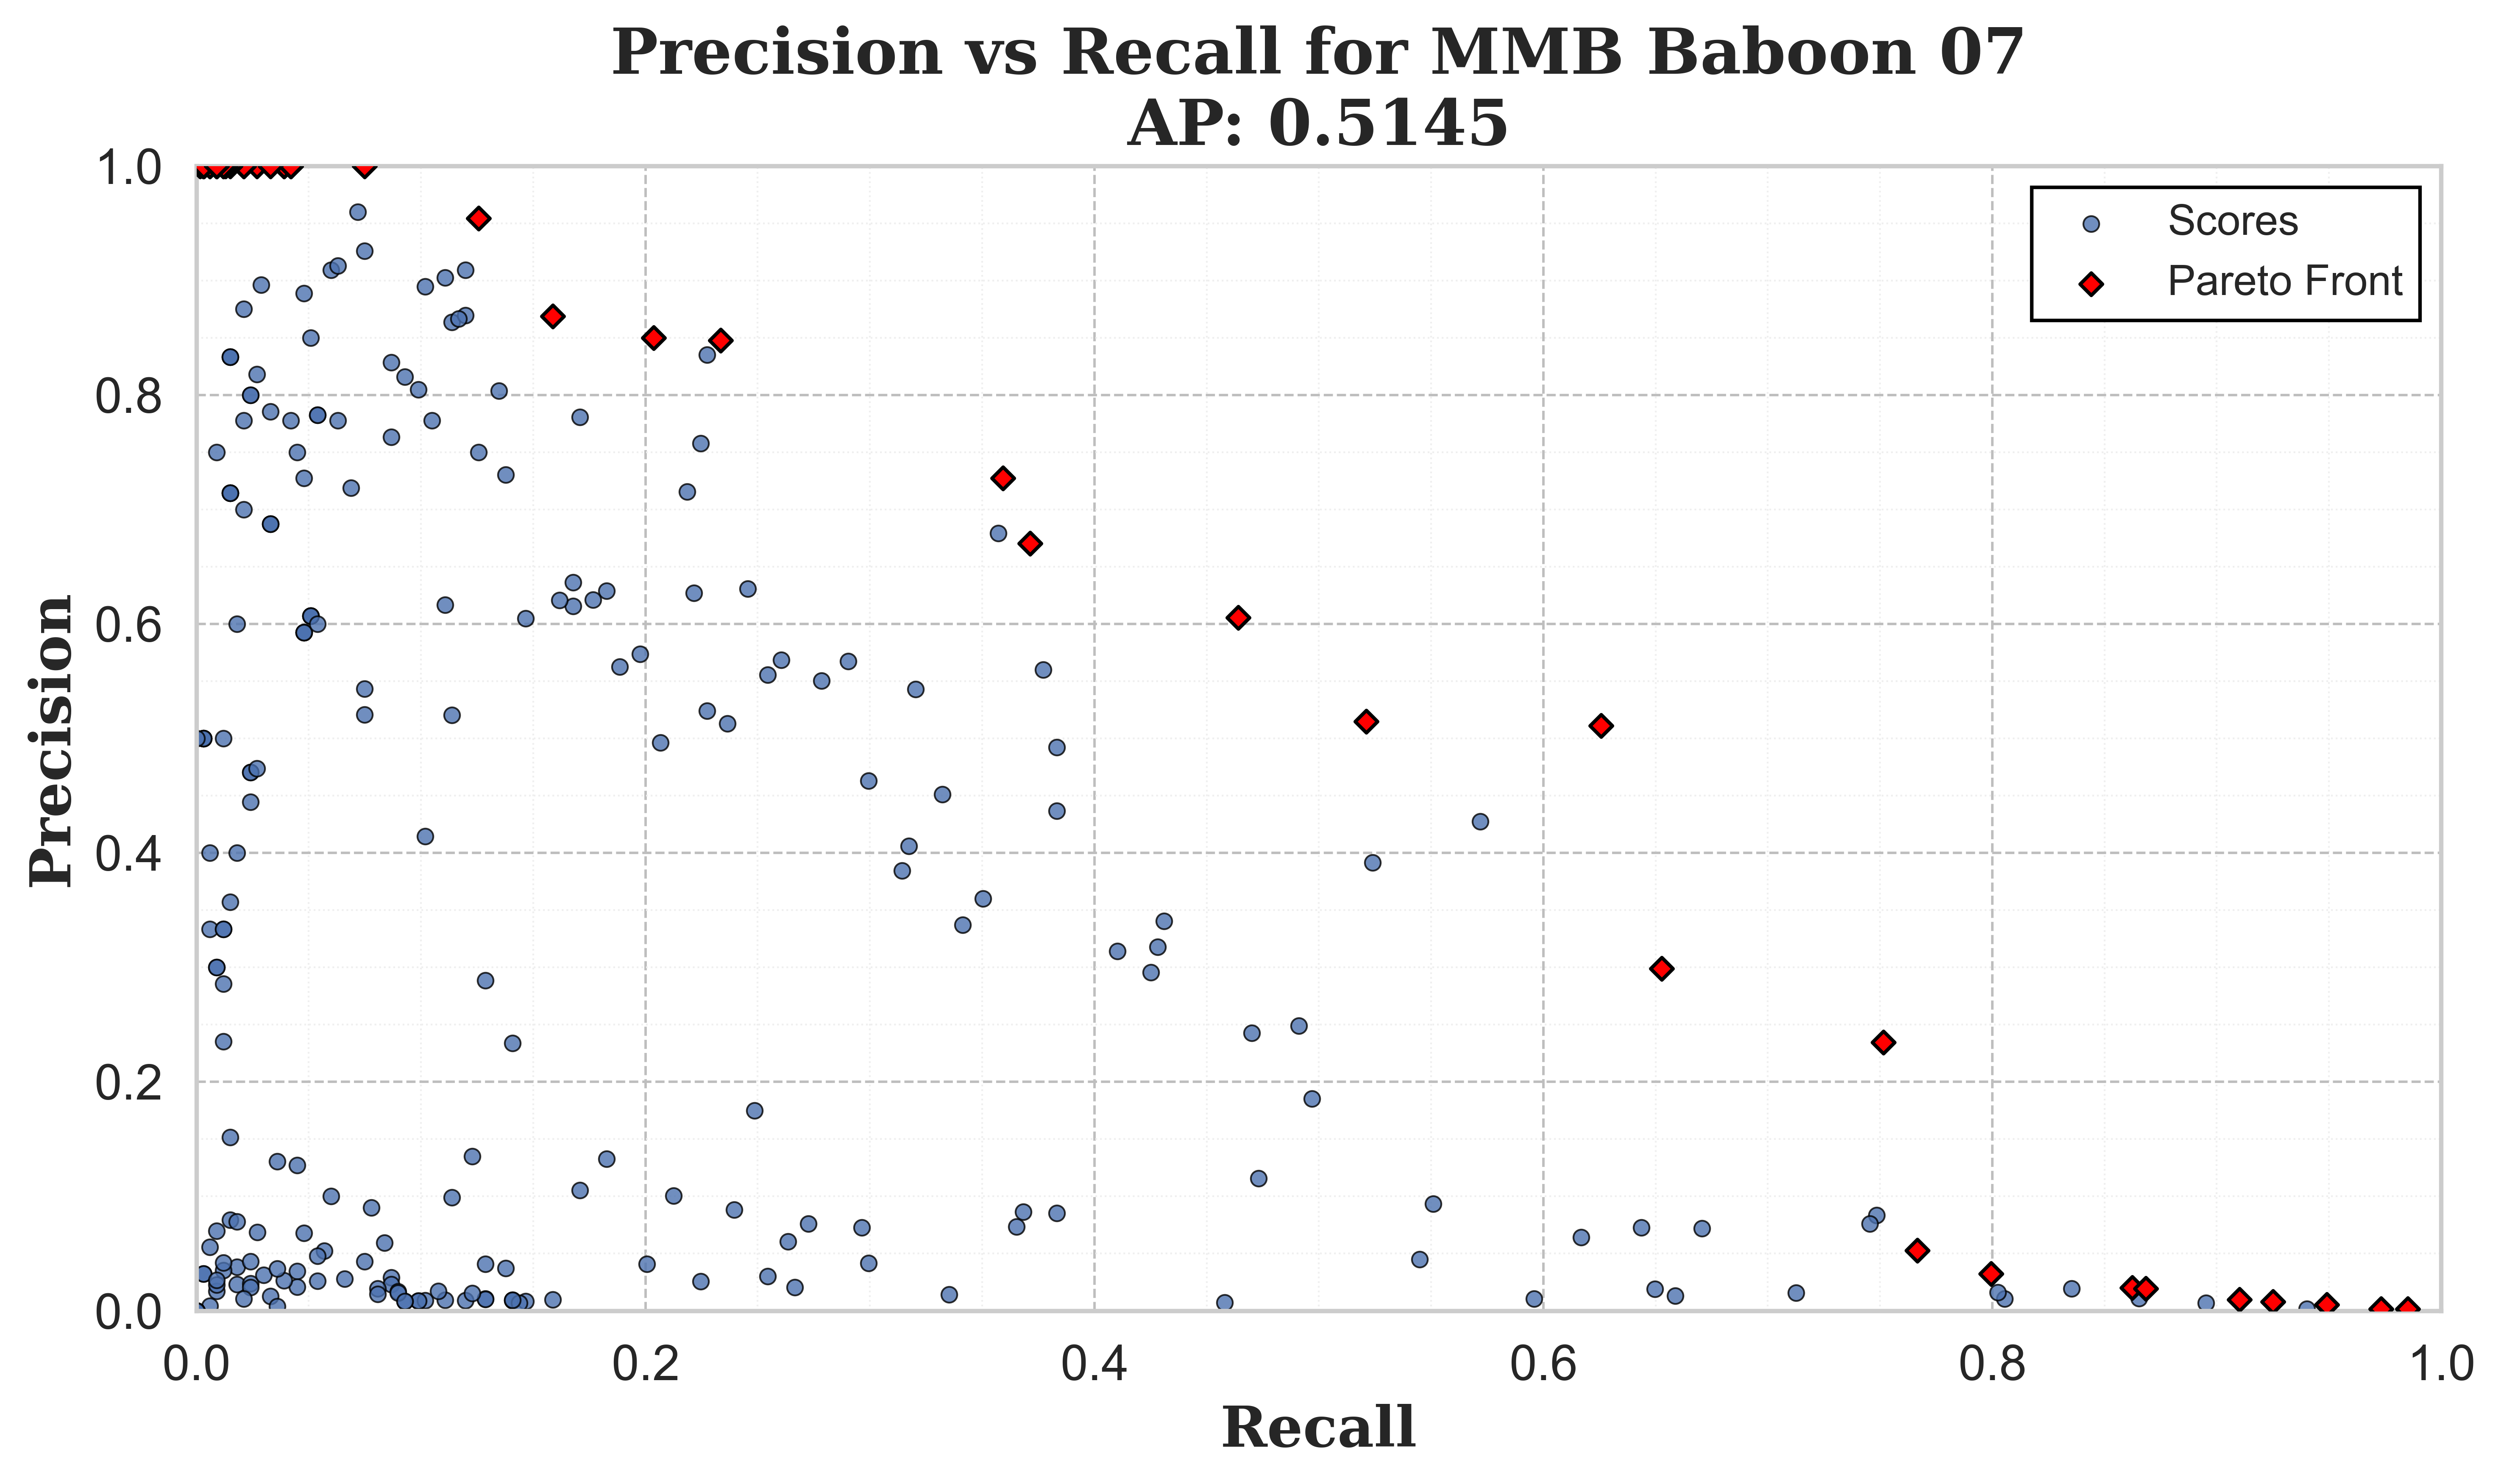 Precision vs Recall for MMB Baboon 07
AP: 0.5145
Scores
Pareto Front
1.0
0.8
0.6
0.4
0.2
0.0
Precision
0.0 0.2 0.4 0.6 0.8 1.0
Recall